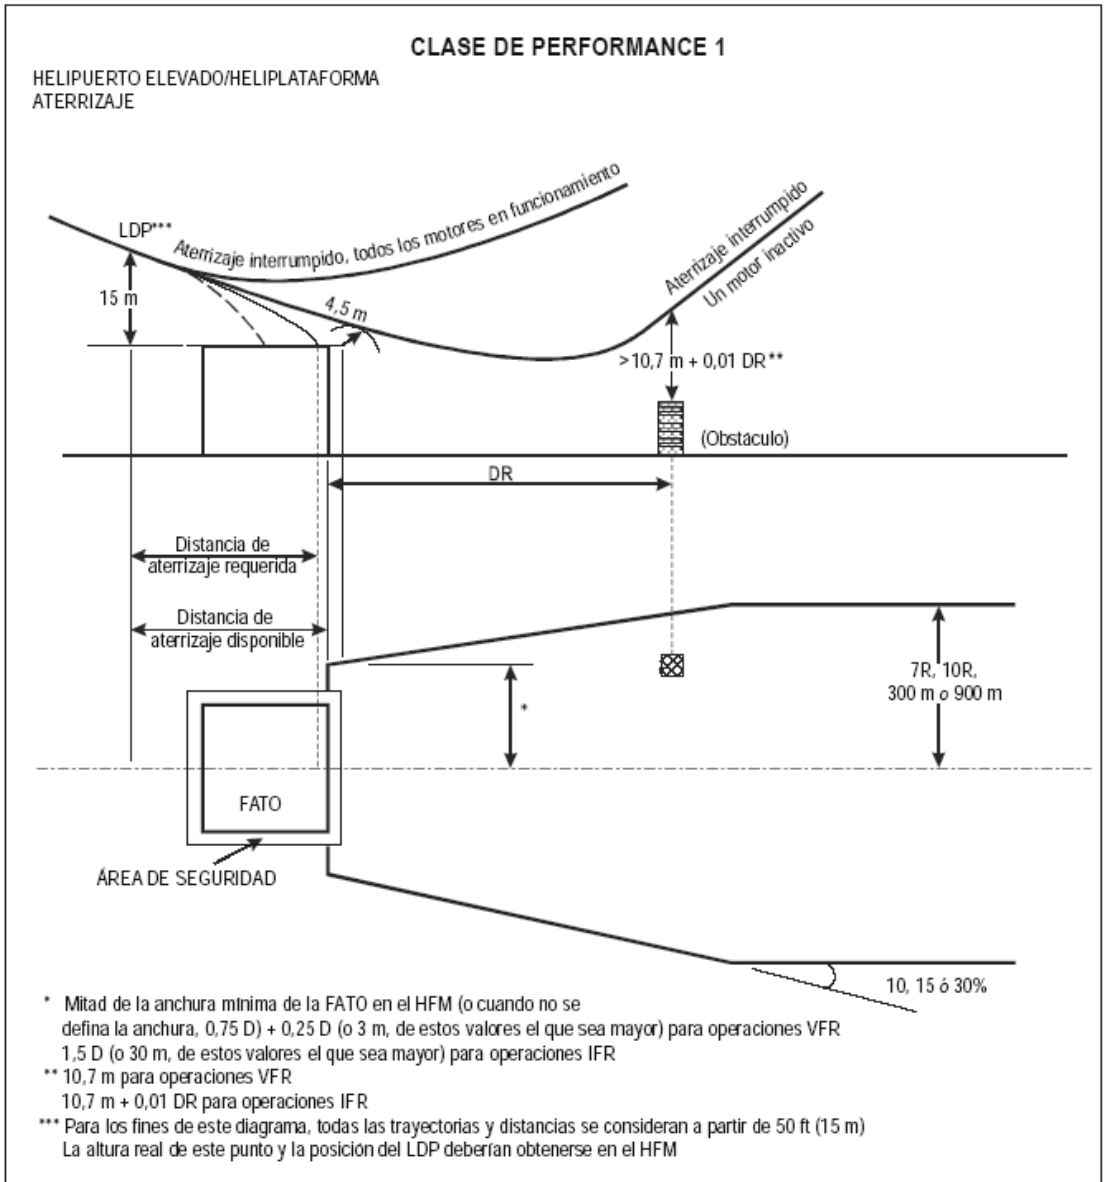 CLASE DE PERFORMANCE 1
HELIPUERTO ELEVADO/HELIPLATAFORMA
ATERRIZAJE
LDP***
Aterrizaje interrumpido, todos los motores en funcionamiento
Aterrizaje interrumpido
Un motor inactivo
15 m
4,5 m
>10,7 m + 0,01 DR**
(Obstáculo)
DR
Distancia de
aterrizaje requerida
Distancia de
aterrizaje disponible
*
7R, 10R,
300 m o 900 m
FATO
ÁREA DE SEGURIDAD
10, 15 ó 30%
* Mitad de la anchura mínima de la FATO en el HFM (o cuando no se
defina la anchura, 0,75 D) + 0,25 D (o 3 m, de estos valores el que sea mayor) para operaciones VFR
1,5 D (o 30 m, de estos valores el que sea mayor) para operaciones IFR
** 10,7 m para operaciones VFR
10,7 m + 0,01 DR para operaciones IFR
*** Para los fines de este diagrama, todas las trayectorias y distancias se consideran a partir de 50 ft (15 m)
La altura real de este punto y la posición del LDP deberían obtenerse en el HFM